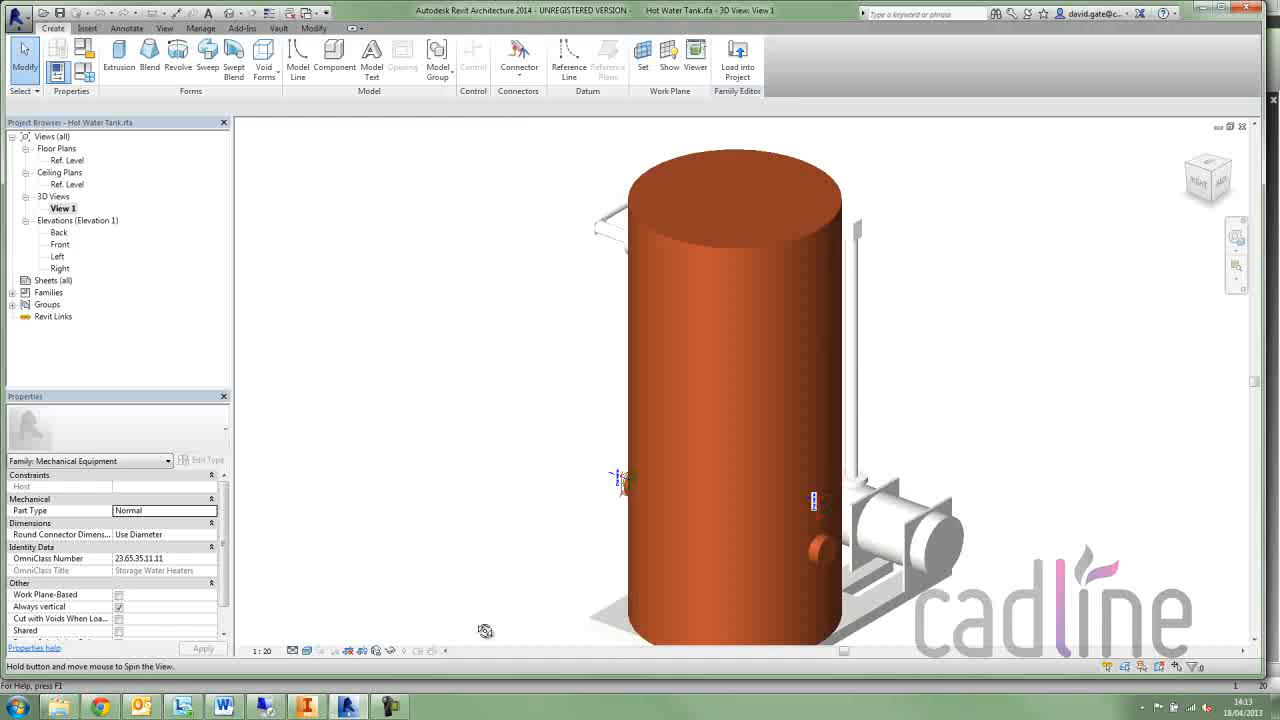 Autodesk Revit Architecture 2014 - UNREGISTERED VERSION - Hot Water Tank.rfa - 3D View: View 1
Type a keyword or phrase
david.gate@c...
Create Insert Annotate View Manage Add-Ins Vault Modify
Modify Extrusion Blend Revolve Sweep Swept Blend Void Forms Model Line Component Model Text Opening Model Group Control Connector Reference Line Reference Plane Set Show Viewer Load into Project
Select Properties Forms Model Control Connectors Datum Work Plane Family Editor
Project Browser - Hot Water Tank.rfa
Views (all)
Floor Plans
Ref. Level
Ceiling Plans
Ref. Level
3D Views
View 1
Elevations (Elevation 1)
Back
Front
Left
Right
Sheets (all)
Families
Groups
Revit Links
RIGHT
BACK
Properties
Family: Mechanical Equipment
Edit Type
Constraints
Host
Mechanical
Part Type Normal
Dimensions
Round Connector Dimens... Use Diameter
Identity Data
OmniClass Number 23.65.35.11.11
OmniClass Title Storage Water Heaters
Other
Work Plane-Based
Always vertical
Cut with Voids When Loa...
Shared
Properties help
Apply
1 : 20
cadline
Hold button and move mouse to Spin the View.
:0
For Help, press F1
1 20
14:13
18/04/2013